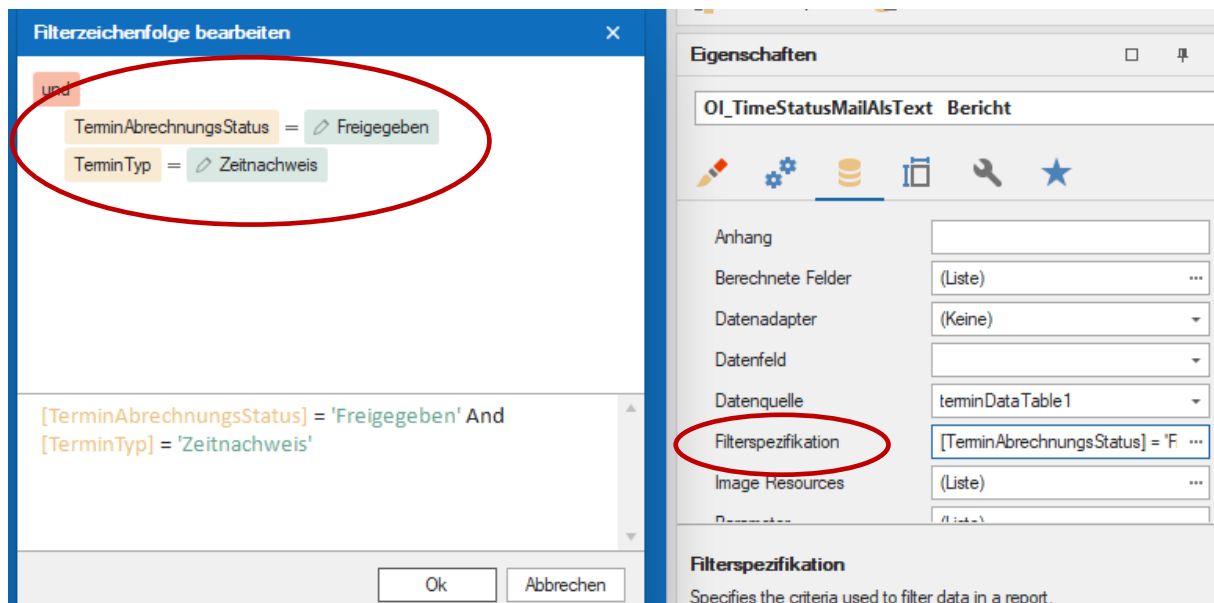 Filterzeichenfolge bearbeiten
und
TerminAbrechnungsStatus = Freigegeben
TerminTyp = Zeitnachweis
[TerminAbrechnungsStatus] = 'Freigegeben' And
[TerminTyp] = 'Zeitnachweis'
Ok Abbrechen
Eigenschaften
OI_TimeStatusMailAlsText Bericht
Anhang
Berechnete Felder (Liste) ...
Datenadapter (Keine)
Datenfeld
Datenquelle terminDataTable1
Filterspezifikation [TerminAbrechnungsStatus] = 'F ...
Image Resources (Liste) ...
Parameter (Liste)
Filterspezifikation
Specifies the criteria used to filter data in a report.